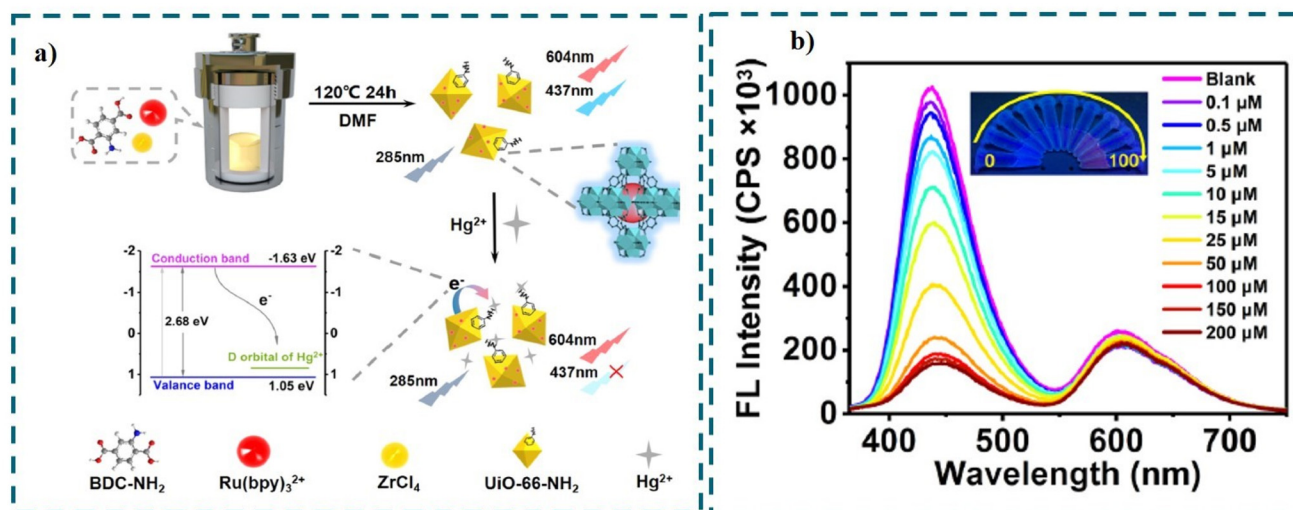 a)
120℃ 24h
DMF
604nm
437nm
285nm
Hg²⁺
Conduction band
-1.63 eV
-2
-2
-1
-1
e⁻
2.68 eV
0
0
D orbital of Hg²⁺
1
1
Valance band
1.05 eV
e⁻
604nm
437nm
285nm
BDC-NH₂
Ru(bpy)₃²⁺
ZrCl₄
UiO-66-NH₂
Hg²⁺
b)
FL Intensity (CPS ×10³)
1000
800
600
400
200
0
400
500
600
700
Wavelength (nm)
0
100
Blank
0.1 µM
0.5 µM
1 µM
5 µM
10 µM
15 µM
25 µM
50 µM
100 µM
150 µM
200 µM